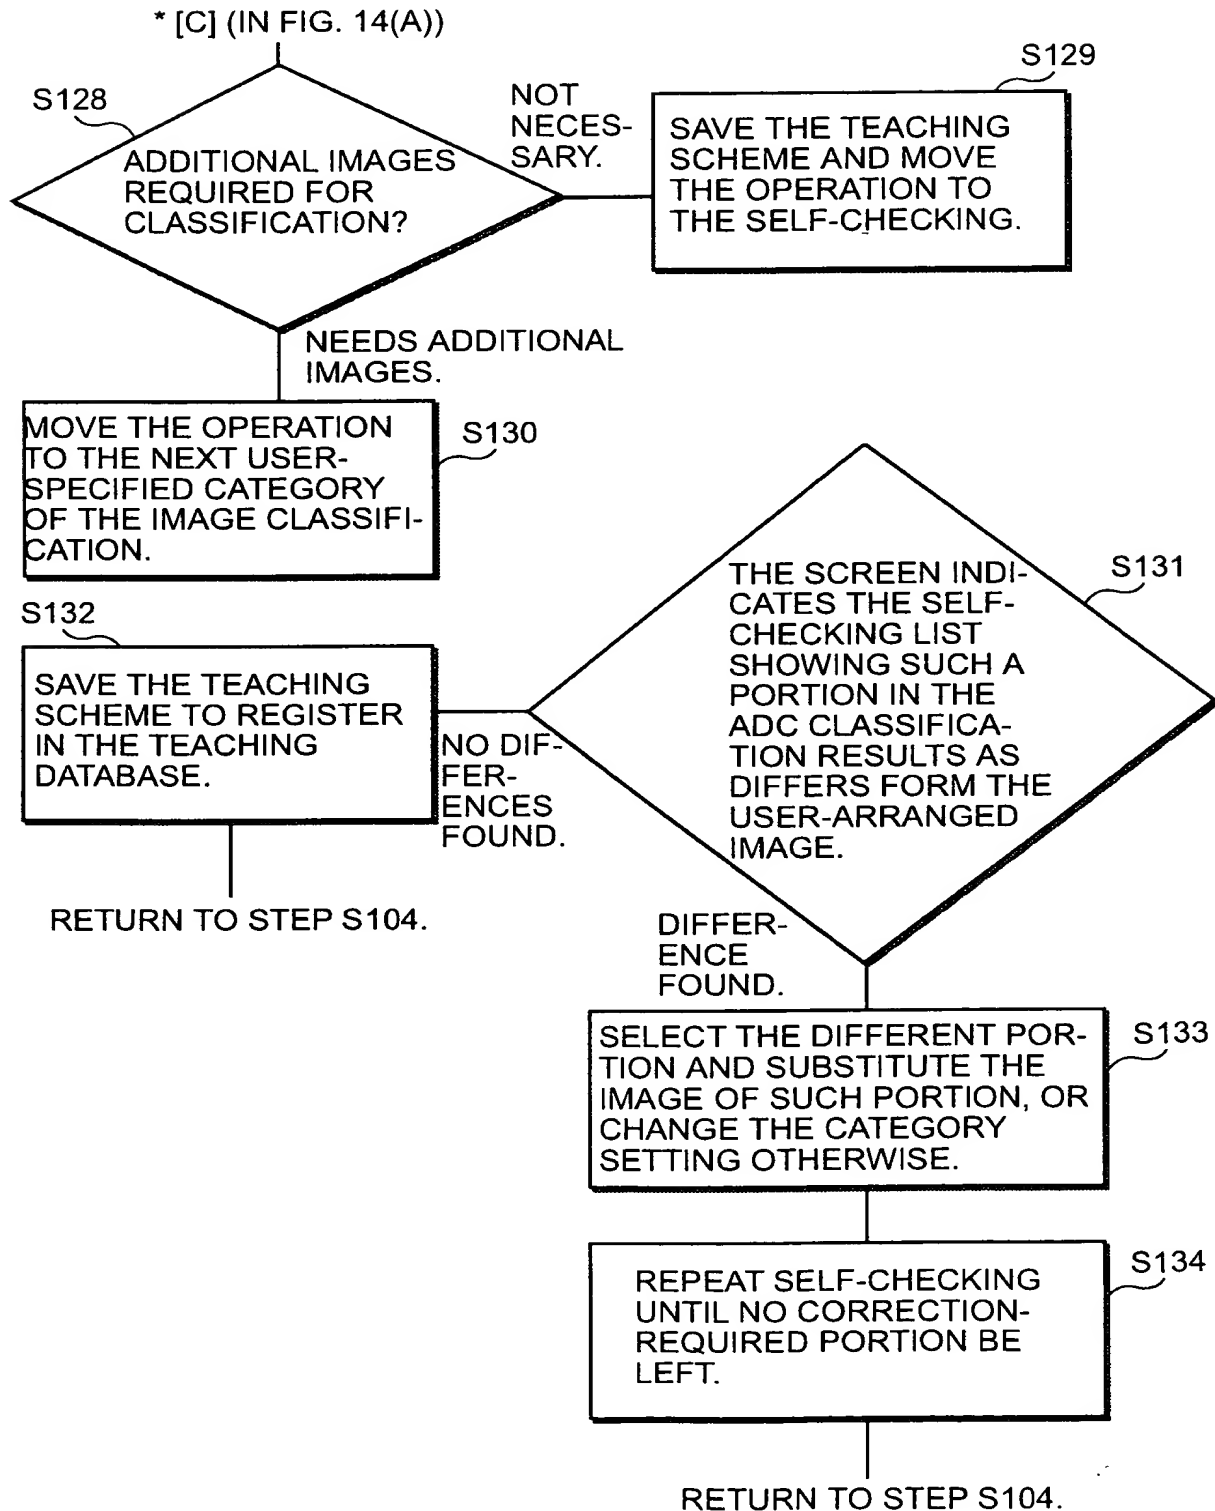 * [C] (IN FIG. 14(A))
S128
ADDITIONAL IMAGES
REQUIRED FOR
CLASSIFICATION?
NOT
NECES-
SARY.
S129
SAVE THE TEACHING
SCHEME AND MOVE
THE OPERATION TO
THE SELF-CHECKING.
NEEDS ADDITIONAL
IMAGES.
S130
MOVE THE OPERATION
TO THE NEXT USER-
SPECIFIED CATEGORY
OF THE IMAGE CLASSIFI-
CATION.
S131
THE SCREEN INDI-
CATES THE SELF-
CHECKING LIST
SHOWING SUCH A
PORTION IN THE
ADC CLASSIFICA-
TION RESULTS AS
DIFFERS FORM THE
USER-ARRANGED
IMAGE.
S132
SAVE THE TEACHING
SCHEME TO REGISTER
IN THE TEACHING
DATABASE.
NO DIF-
FER-
ENCES
FOUND.
RETURN TO STEP S104.
DIFFER-
ENCE
FOUND.
S133
SELECT THE DIFFERENT POR-
TION AND SUBSTITUTE THE
IMAGE OF SUCH PORTION, OR
CHANGE THE CATEGORY
SETTING OTHERWISE.
S134
REPEAT SELF-CHECKING
UNTIL NO CORRECTION-
REQUIRED PORTION BE
LEFT.
RETURN TO STEP S104.